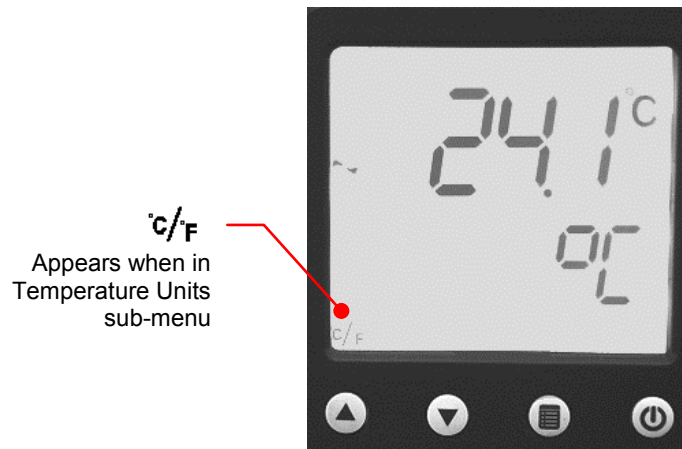 24.1°C
°C
°C/°F
Appears when in
Temperature Units
sub-menu
C/F